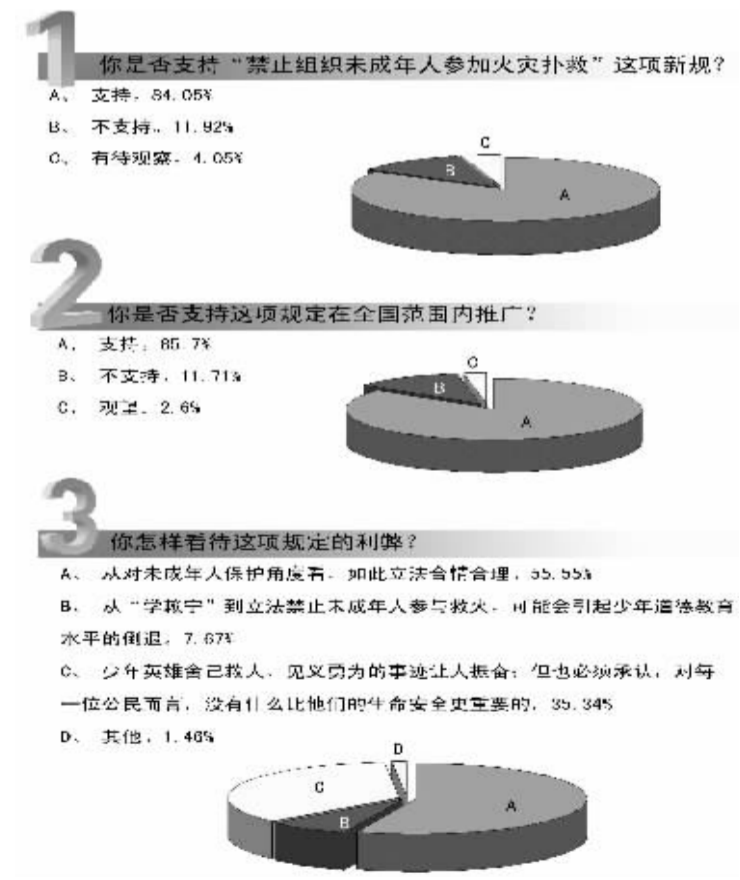 1
你是否支持“禁止组织未成年人参加火灾扑救”这项新规?
A、 支持，84.05%
B、 不支持，11.92%
C、 有待观察，4.05%
C
B
A
2
你是否支持这项规定在全国范围内推广?
A、 支持，85.7%
B、 不支持，11.71%
C、 观望，2.6%
C
B
A
3
你怎样看待这项规定的利弊?
A、 从对未成年人保护角度看，如此立法合情合理，55.55%
B、 从“学赖宁”到立法禁止未成年人参与救火，可能会引起少年道德教育
水平的倒退，7.67%
C、 少年英雄舍己救人、见义勇为的事迹让人振奋；但也必须承认，对每
一位公民而言，没有什么比他们的生命安全更重要的，35.34%
D、 其他，1.46%
D
C
B
A